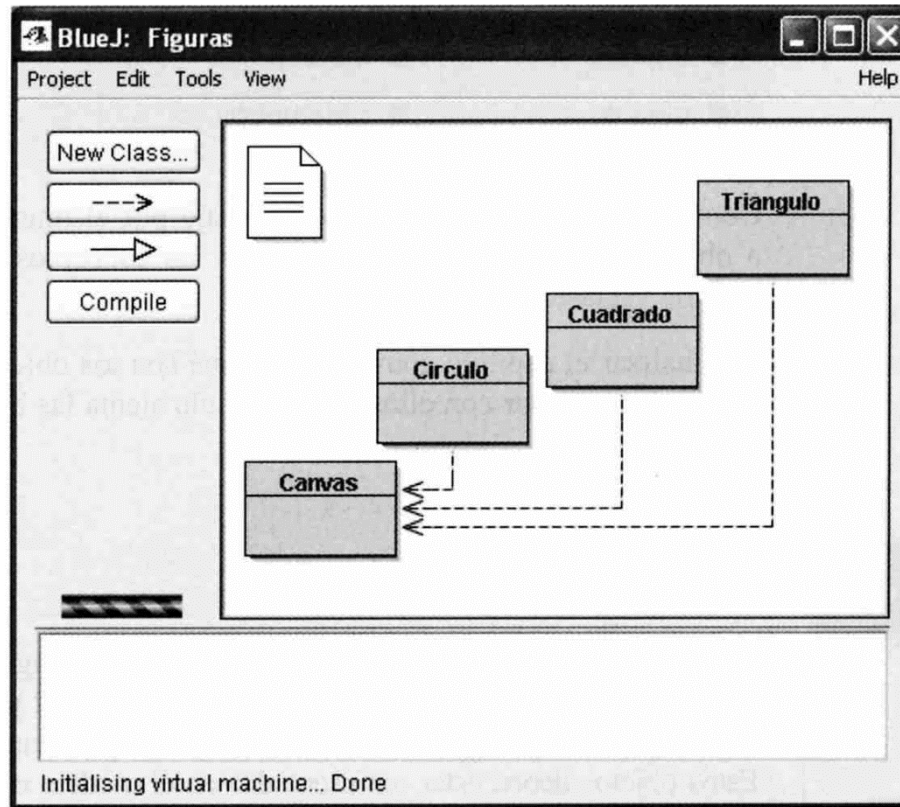 BlueJ: Figuras
Project Edit Tools View Help
New Class...
Compile
Triangulo
Cuadrado
Circulo
Canvas
Initialising virtual machine... Done